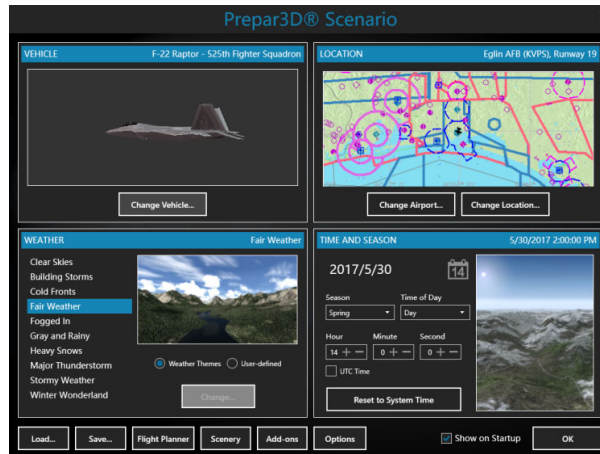 Prepar3D® Scenario
VEHICLE F-22 Raptor - 525th Fighter Squadron
Change Vehicle...
LOCATION Eglin AFB (KVPS), Runway 19
Change Airport... Change Location...
WEATHER Fair Weather
Clear Skies
Building Storms
Cold Fronts
Fair Weather
Fogged In
Gray and Rainy
Heavy Snows
Major Thunderstorm
Stormy Weather
Winter Wonderland
Weather Themes User-defined
Change...
TIME AND SEASON 5/30/2017 2:00:00 PM
2017/5/30 14
Season Time of Day
Spring Day
Hour Minute Second
14 + − 0 + − 0 + −
UTC Time
Reset to System Time
Load... Save... Flight Planner Scenery Add-ons Options Show on Startup OK